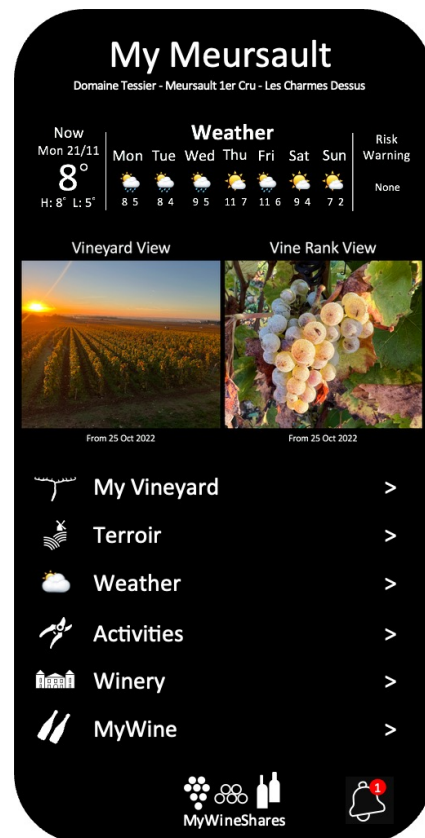 My Meursault
Domaine Tessier - Meursault 1er Cru - Les Charmes Dessus
Now
Mon 21/11
8°
H: 8° L: 5°
Weather
Mon Tue Wed Thu Fri Sat Sun
8 5 8 4 9 5 11 7 11 6 9 4 7 2
Risk
Warning
None
Vineyard View
Vine Rank View
From 25 Oct 2022
From 25 Oct 2022
My Vineyard >
Terroir >
Weather >
Activities >
Winery >
MyWine >
MyWineShares
1